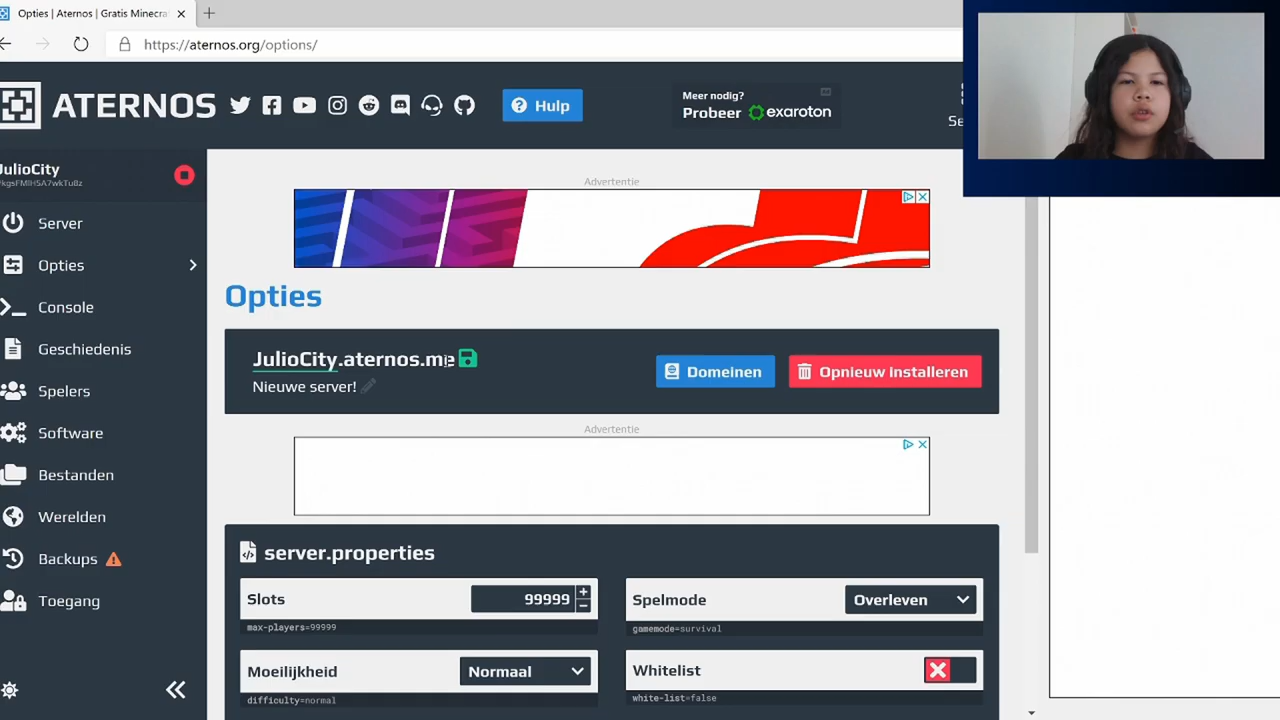 Opties | Aternos | Gratis Minecra
https://aternos.org/options/
ATERNOS
Hulp
Meer nodig?
Probeer exaroton
JulioCity
Server
Opties
Console
Geschiedenis
Spelers
Software
Bestanden
Werelden
Backups
Toegang
Advertentie
Opties
JulioCity.aternos.me
Nieuwe server!
Domeinen
Opnieuw installeren
Advertentie
server.properties
Slots
99999
max-players=99999
Spelmode
Overleven
gamemode=survival
Moeilijkheid
Normaal
difficulty=normal
Whitelist
white-list=false